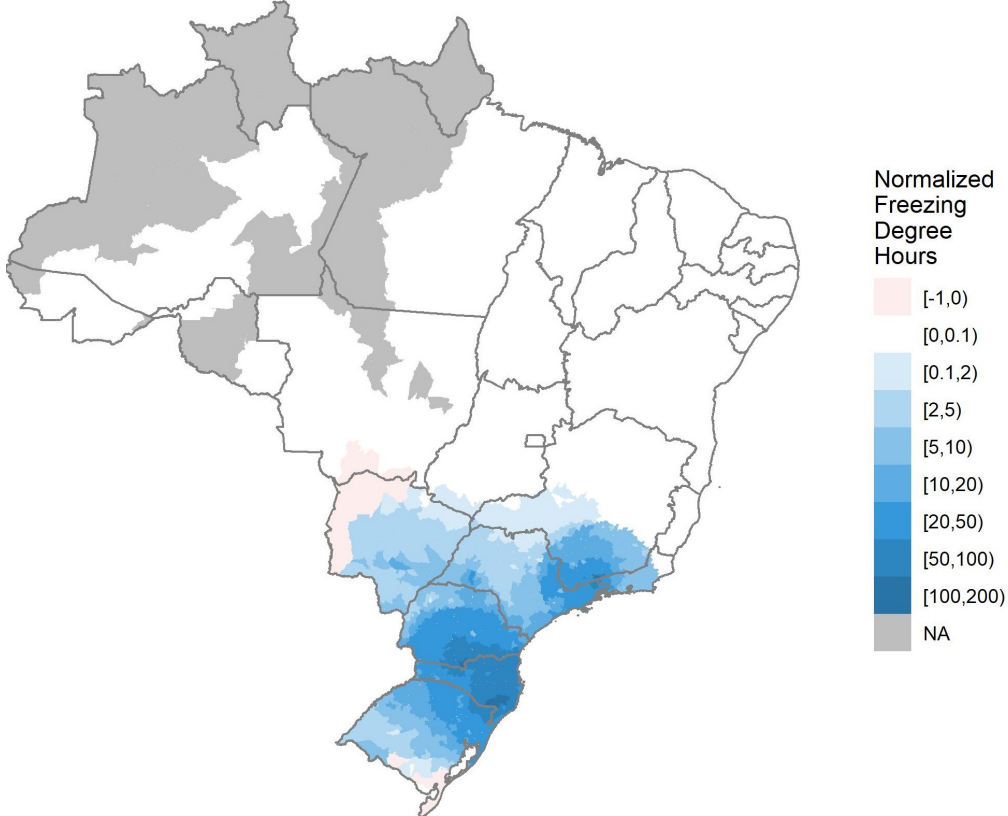 Normalized
Freezing
Degree
Hours
[-1,0)
[0,0.1)
[0.1,2)
[2,5)
[5,10)
[10,20)
[20,50)
[50,100)
[100,200)
NA